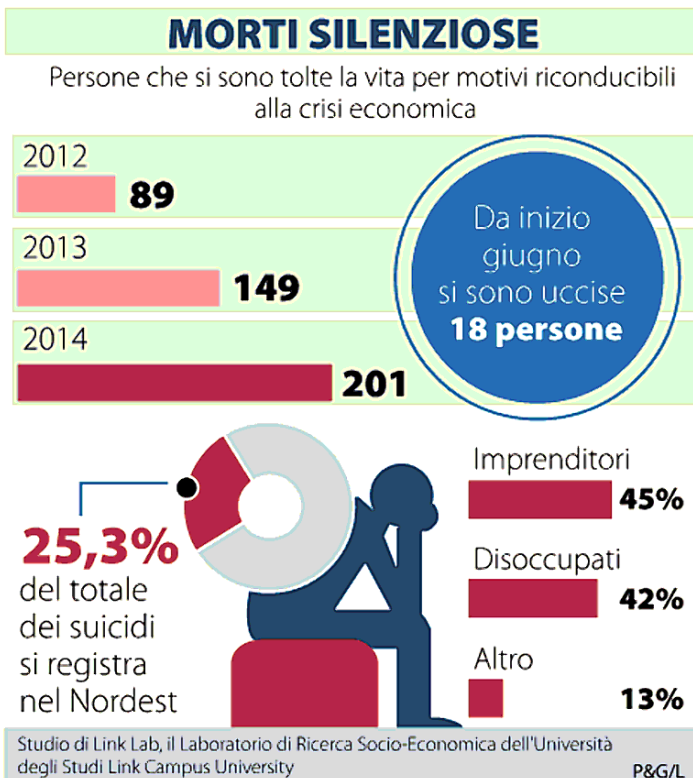 MORTI SILENZIOSE
Persone che si sono tolte la vita per motivi riconducibili
alla crisi economica
2012
89
2013
149
2014
201
Da inizio
giugno
si sono uccise
18 persone
25,3%
del totale
dei suicidi
si registra
nel Nordest
Imprenditori
45%
Disoccupati
42%
Altro
13%
Studio di Link Lab, il Laboratorio di Ricerca Socio-Economica dell'Università
degli Studi Link Campus University
P&G/L